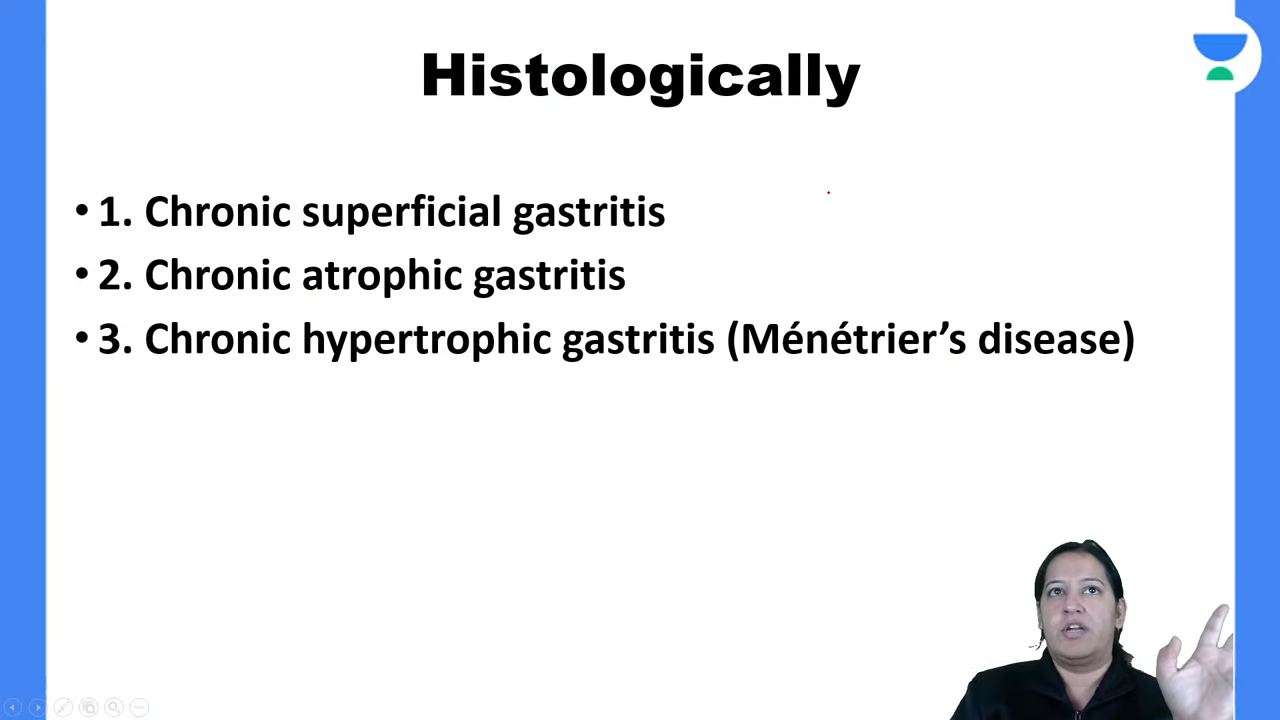 Histologically
• 1. Chronic superficial gastritis
• 2. Chronic atrophic gastritis
• 3. Chronic hypertrophic gastritis (Ménétrier’s disease)